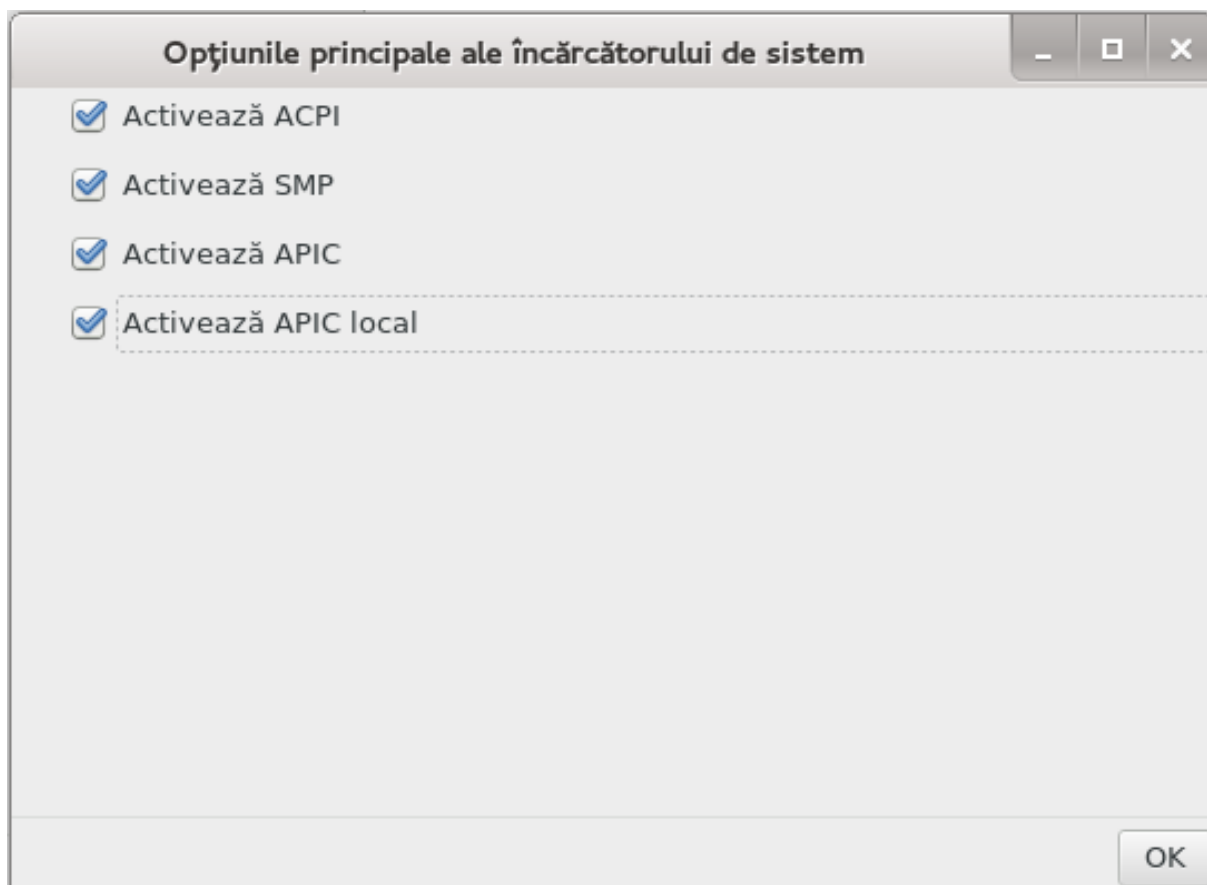 Opţiunile principale ale încărcătorului de sistem
Activează ACPI
Activează SMP
Activează APIC
Activează APIC local
OK